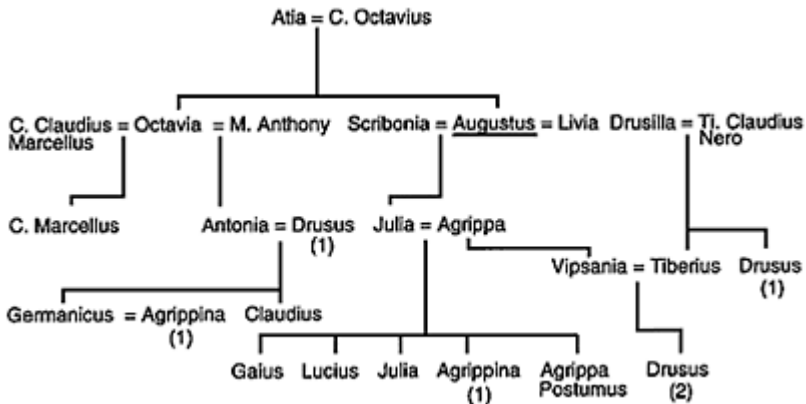 Atia = C. Octavius
C. Claudius = Octavia = M. Anthony Scribonia = Augustus = Livia Drusilla = Ti. Claudius
Marcellus Nero
C. Marcellus Antonia = Drusus Julia = Agrippa
(1)
Vipsania = Tiberius Drusus
(1)
Germanicus = Agrippina Claudius
(1)
Gaius Lucius Julia Agrippina Agrippa Drusus
(1) Postumus (2)